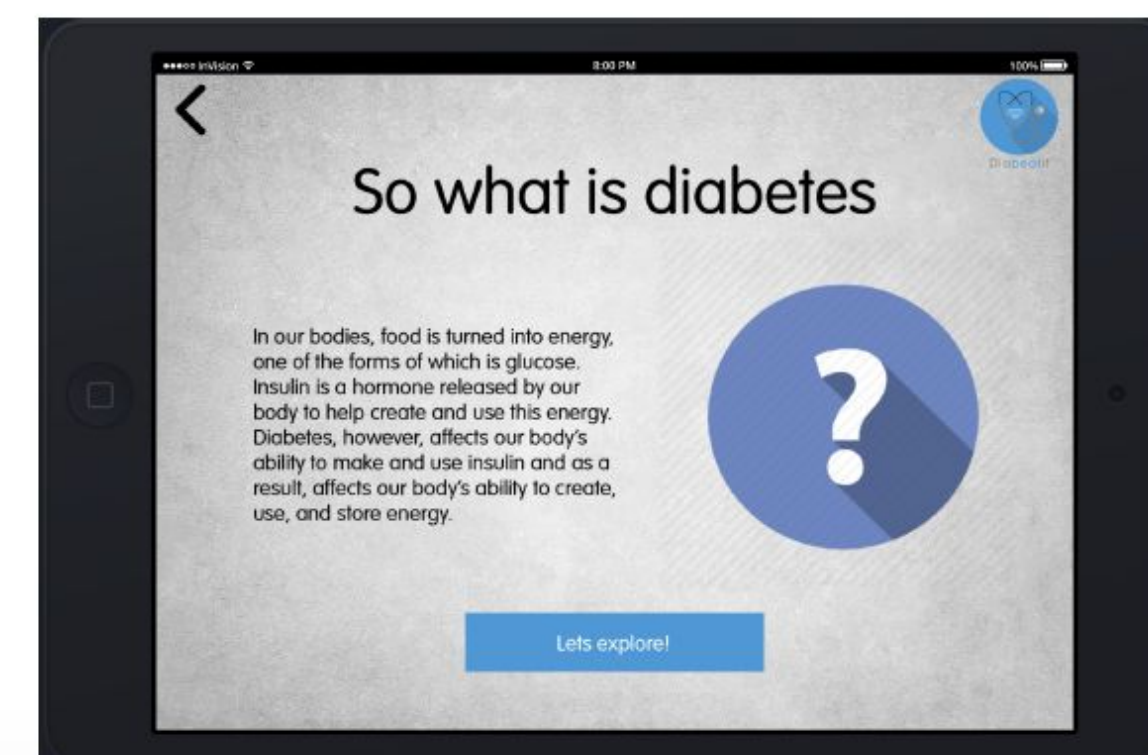 InVision
8:00 PM
100%
So what is diabetes
In our bodies, food is turned into energy,
one of the forms of which is glucose.
Insulin is a hormone released by our
body to help create and use this energy.
Diabetes, however, affects our body's
ability to make and use insulin and as a
result, affects our body's ability to create,
use, and store energy.
?
Lets explore!